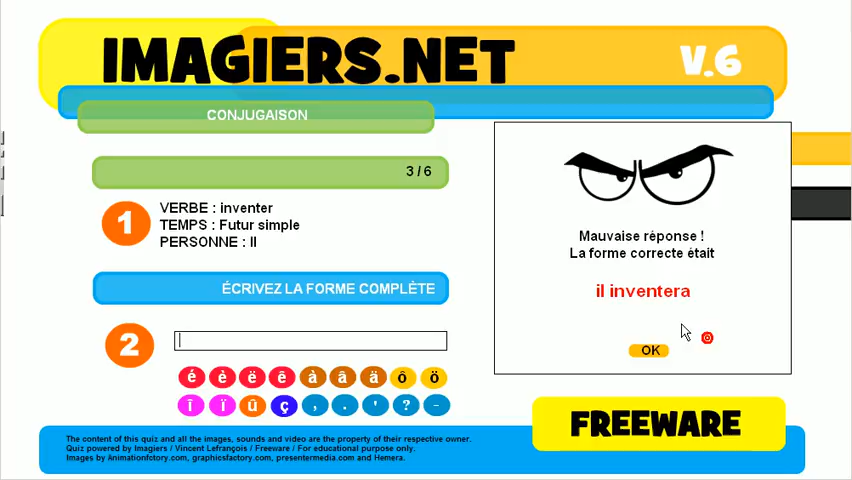 IMAGIERS.NET
V.6
CONJUGAISON
3 / 6
1
VERBE : inventer
TEMPS : Futur simple
PERSONNE : Il
ÉCRIVEZ LA FORME COMPLÈTE
2
é è ë ê à â ä ô ö
î ï û ç , . ' ? -
Mauvaise réponse !
La forme correcte était
il inventera
OK
FREEWARE
The content of this quiz and all the images, sounds and video are the property of their respective owner.
Quiz powered by Imagiers / Vincent Lefrançois / Freeware / For educational purpose only.
Images by Animationfctory.com, graphicsfactory.com, presentermedia.com and Hemera.